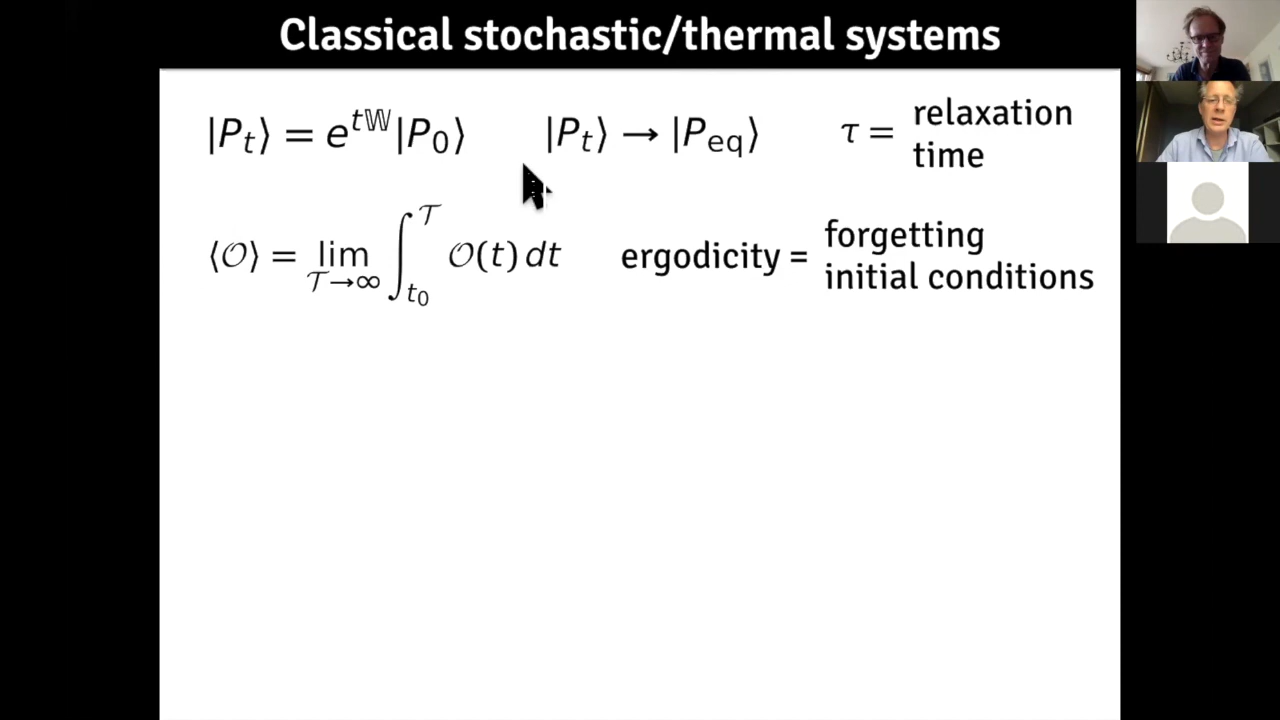 Classical stochastic/thermal systems
|P_t⟩ = e^{t𝕎}|P_0⟩ |P_t⟩ → |P_eq⟩ τ = relaxation time
⟨𝒪⟩ = lim_{𝒯→∞} ∫_{t_0}^{𝒯} 𝒪(t) dt ergodicity = forgetting initial conditions